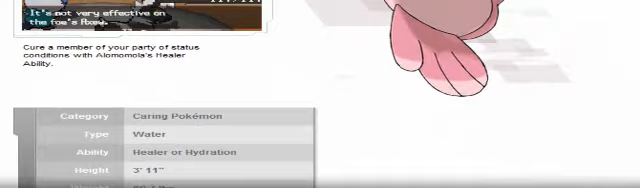 It's not very effective on
the foe's
Cure a member of your party of status
conditions with Alomomola's Healer
Ability.
Category Caring Pokémon
Type Water
Ability Healer or Hydration
Height 3' 11"